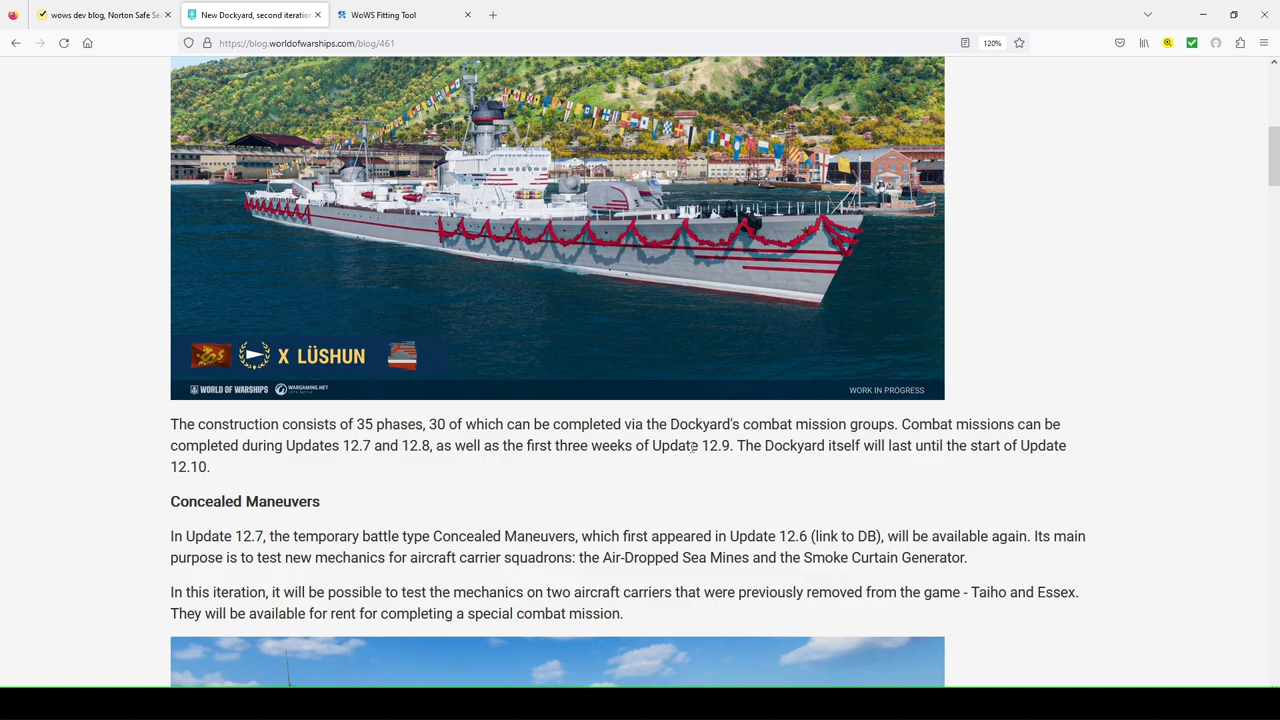 wows dev blog, Norton Safe Se
New Dockyard, second iteration
WoWS Fitting Tool
https://blog.worldofwarships.com/blog/461
120%
X LÜSHUN
WORLD OF WARSHIPS
WARGAMING.NET
LET'S BATTLE
WORK IN PROGRESS
The construction consists of 35 phases, 30 of which can be completed via the Dockyard's combat mission groups. Combat missions can be
completed during Updates 12.7 and 12.8, as well as the first three weeks of Update 12.9. The Dockyard itself will last until the start of Update
12.10.
Concealed Maneuvers
In Update 12.7, the temporary battle type Concealed Maneuvers, which first appeared in Update 12.6 (link to DB), will be available again. Its main
purpose is to test new mechanics for aircraft carrier squadrons: the Air-Dropped Sea Mines and the Smoke Curtain Generator.
In this iteration, it will be possible to test the mechanics on two aircraft carriers that were previously removed from the game - Taiho and Essex.
They will be available for rent for completing a special combat mission.